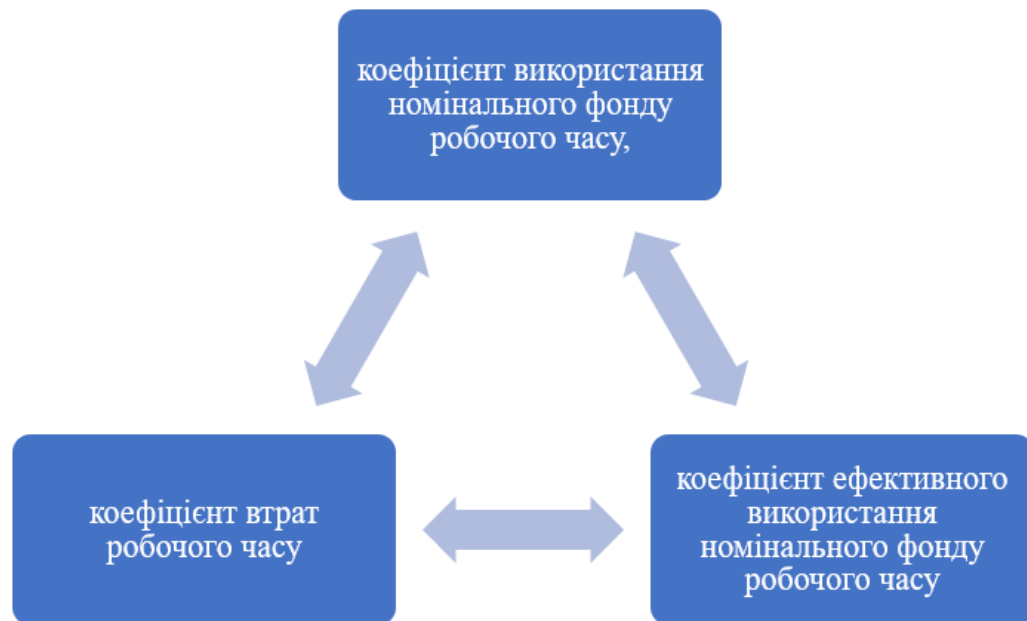 коефіцієнт використання
номінального фонду
робочого часу,
коефіцієнт втрат
робочого часу
коефіцієнт ефективного
використання
номінального фонду
робочого часу